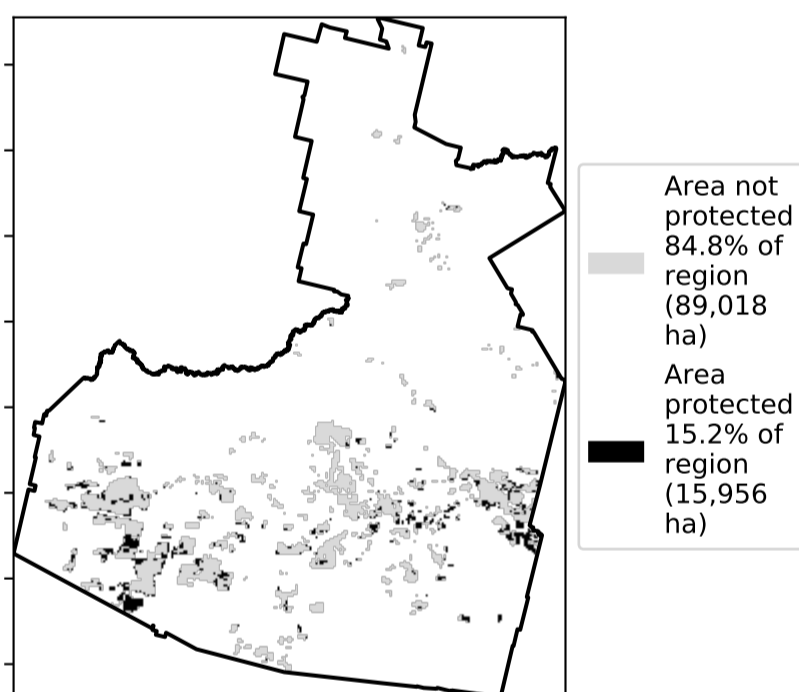 Area not
protected
84.8% of
region
(89,018
ha)
Area
protected
15.2% of
region
(15,956
ha)